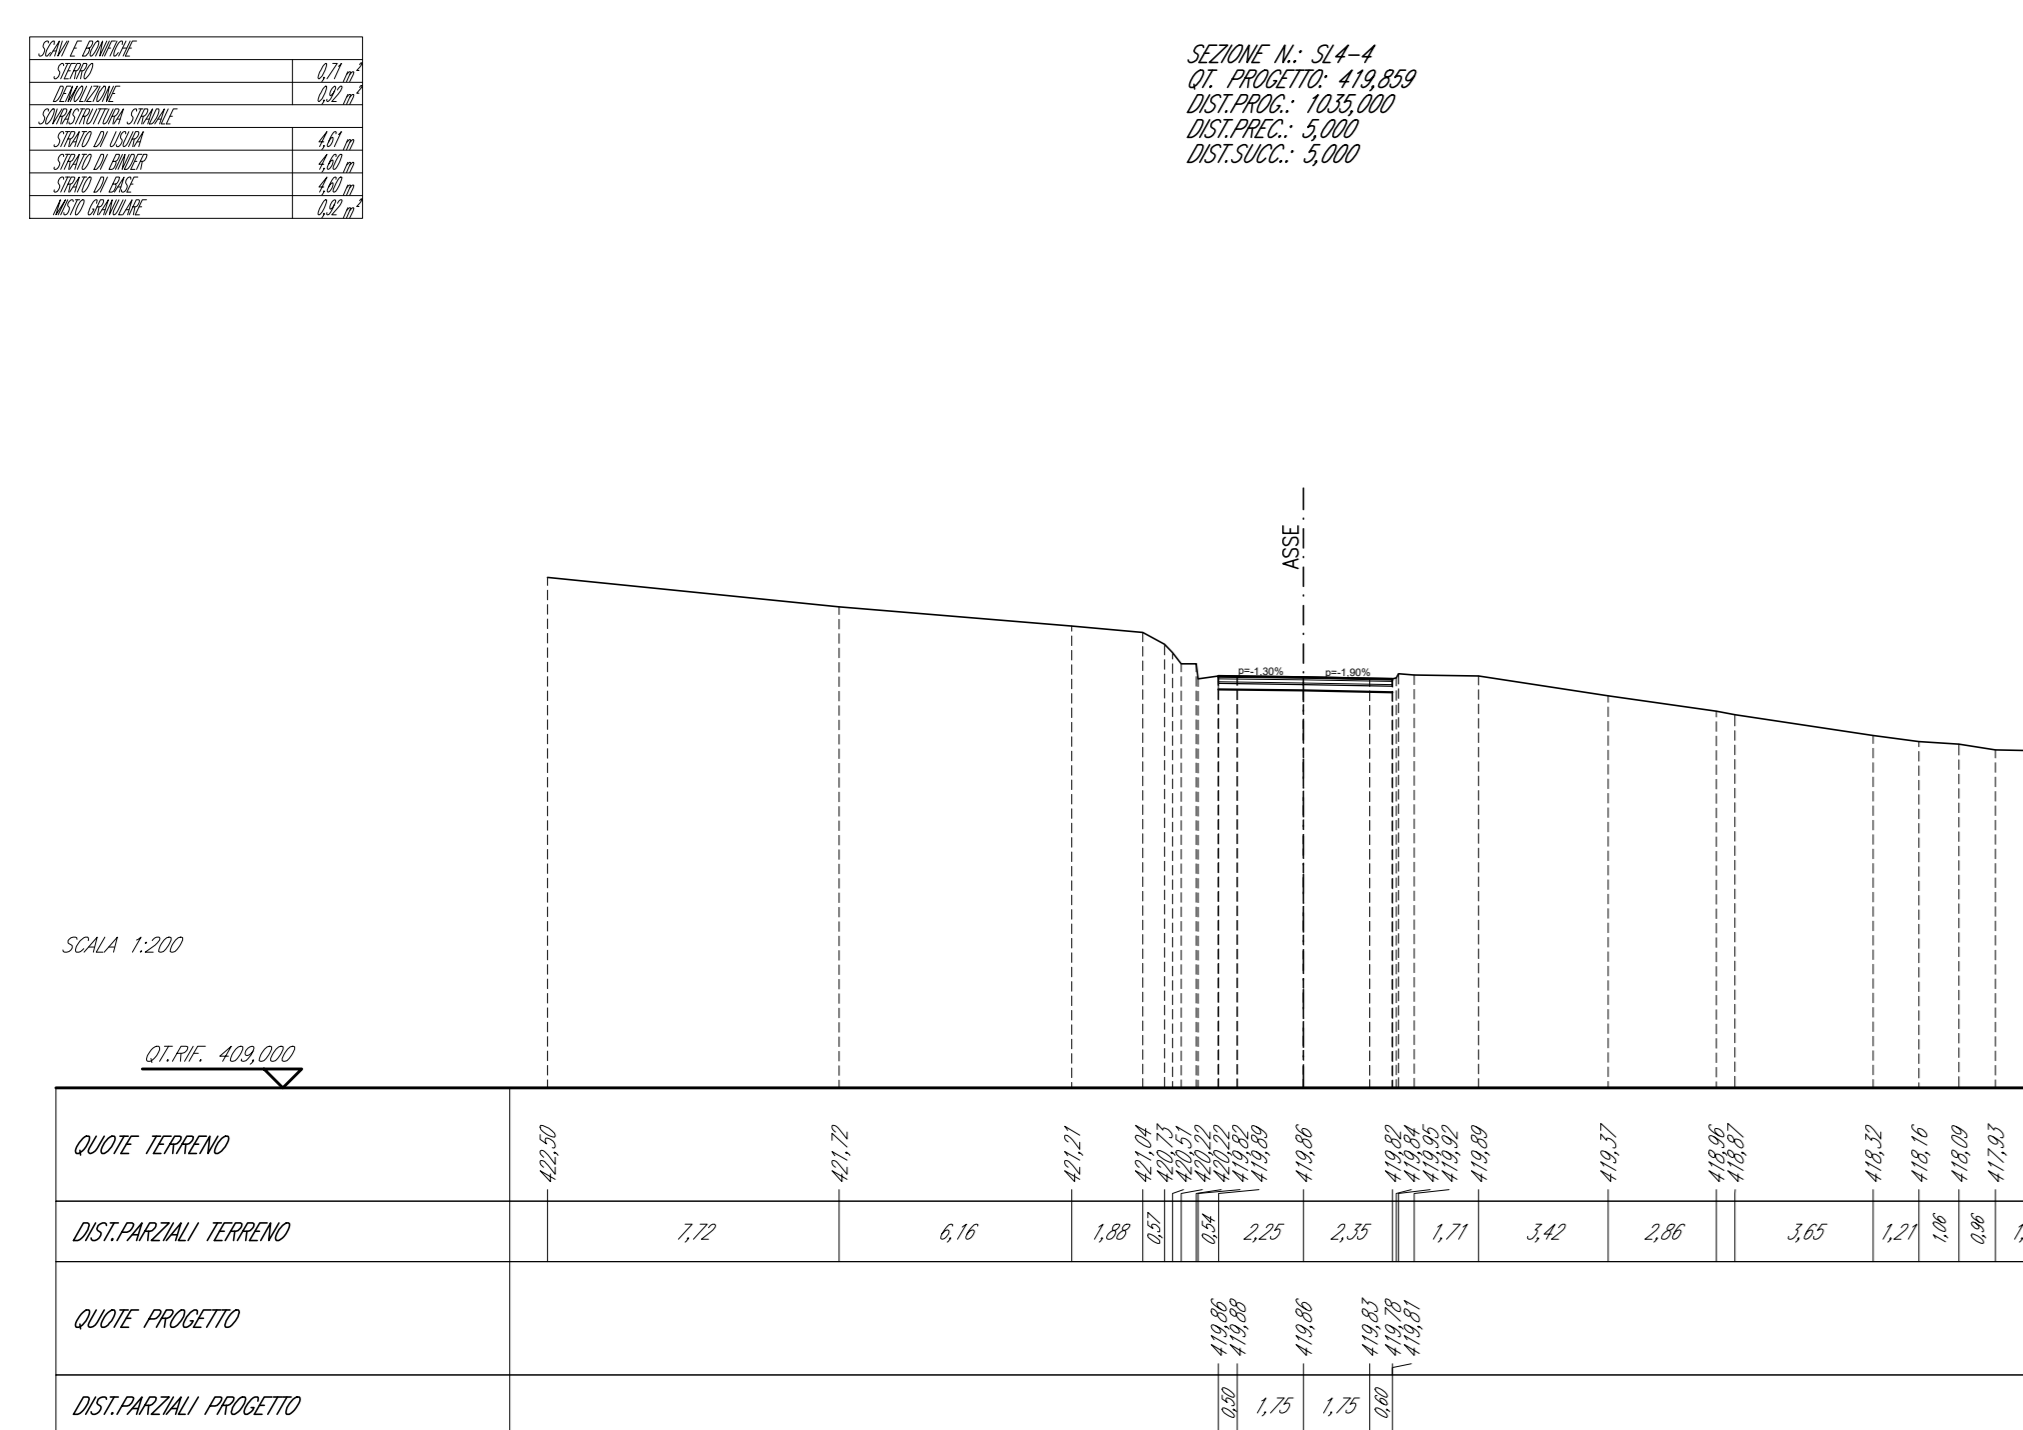 SCAVI E BONIFICHE
STERRO 0,71 m²
DEMOLIZIONE 0,92 m²
SOVRASTRUTTURA STRADALE
STRATO DI USURA 4,61 m
STRATO DI BINDER 4,60 m
STRATO DI BASE 4,60 m
MISTO GRANULARE 0,92 m²
SEZIONE N.: SL4-4
QT. PROGETTO: 419,859
DIST.PROG.: 1035,000
DIST.PREC.: 5,000
DIST.SUCC.: 5,000
ASSE
p=-1,30% p=-1,90%
SCALA 1:200
QT.RIF. 409,000
QUOTE TERRENO 422,50 421,72 421,21 421,04 420,73 420,51 420,22 420,22 419,82 419,89 419,86 419,82 419,84 419,95 419,92 419,89 419,37 418,96 418,87 418,32 418,16 418,09 417,93
DIST.PARZIALI TERRENO 7,72 6,16 1,88 0,57 0,54 2,25 2,35 1,71 3,42 2,86 3,65 1,21 1,06 0,96 1,
QUOTE PROGETTO 419,86 419,88 419,86 419,83 419,78 419,81
DIST.PARZIALI PROGETTO 0,50 1,75 1,75 0,60